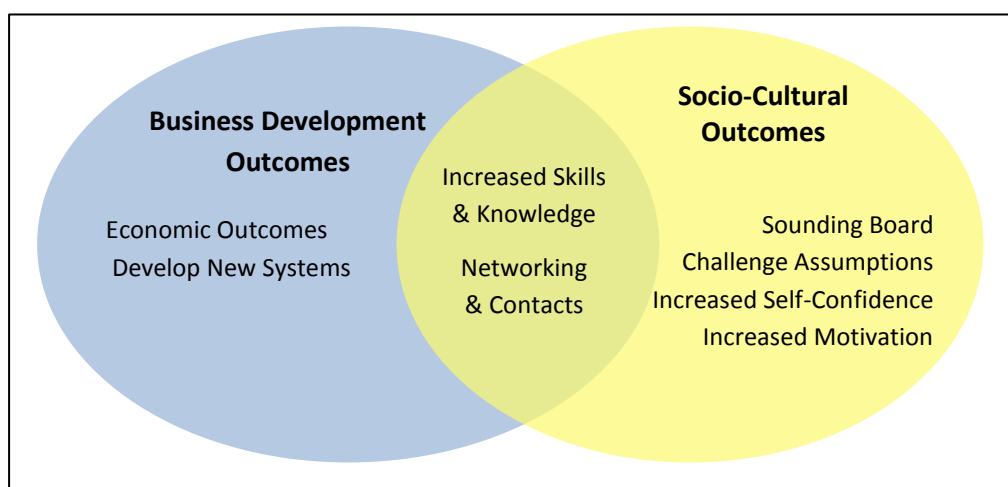 Business Development
Outcomes
Economic Outcomes
Develop New Systems
Increased Skills
& Knowledge
Networking
& Contacts
Socio-Cultural
Outcomes
Sounding Board
Challenge Assumptions
Increased Self-Confidence
Increased Motivation